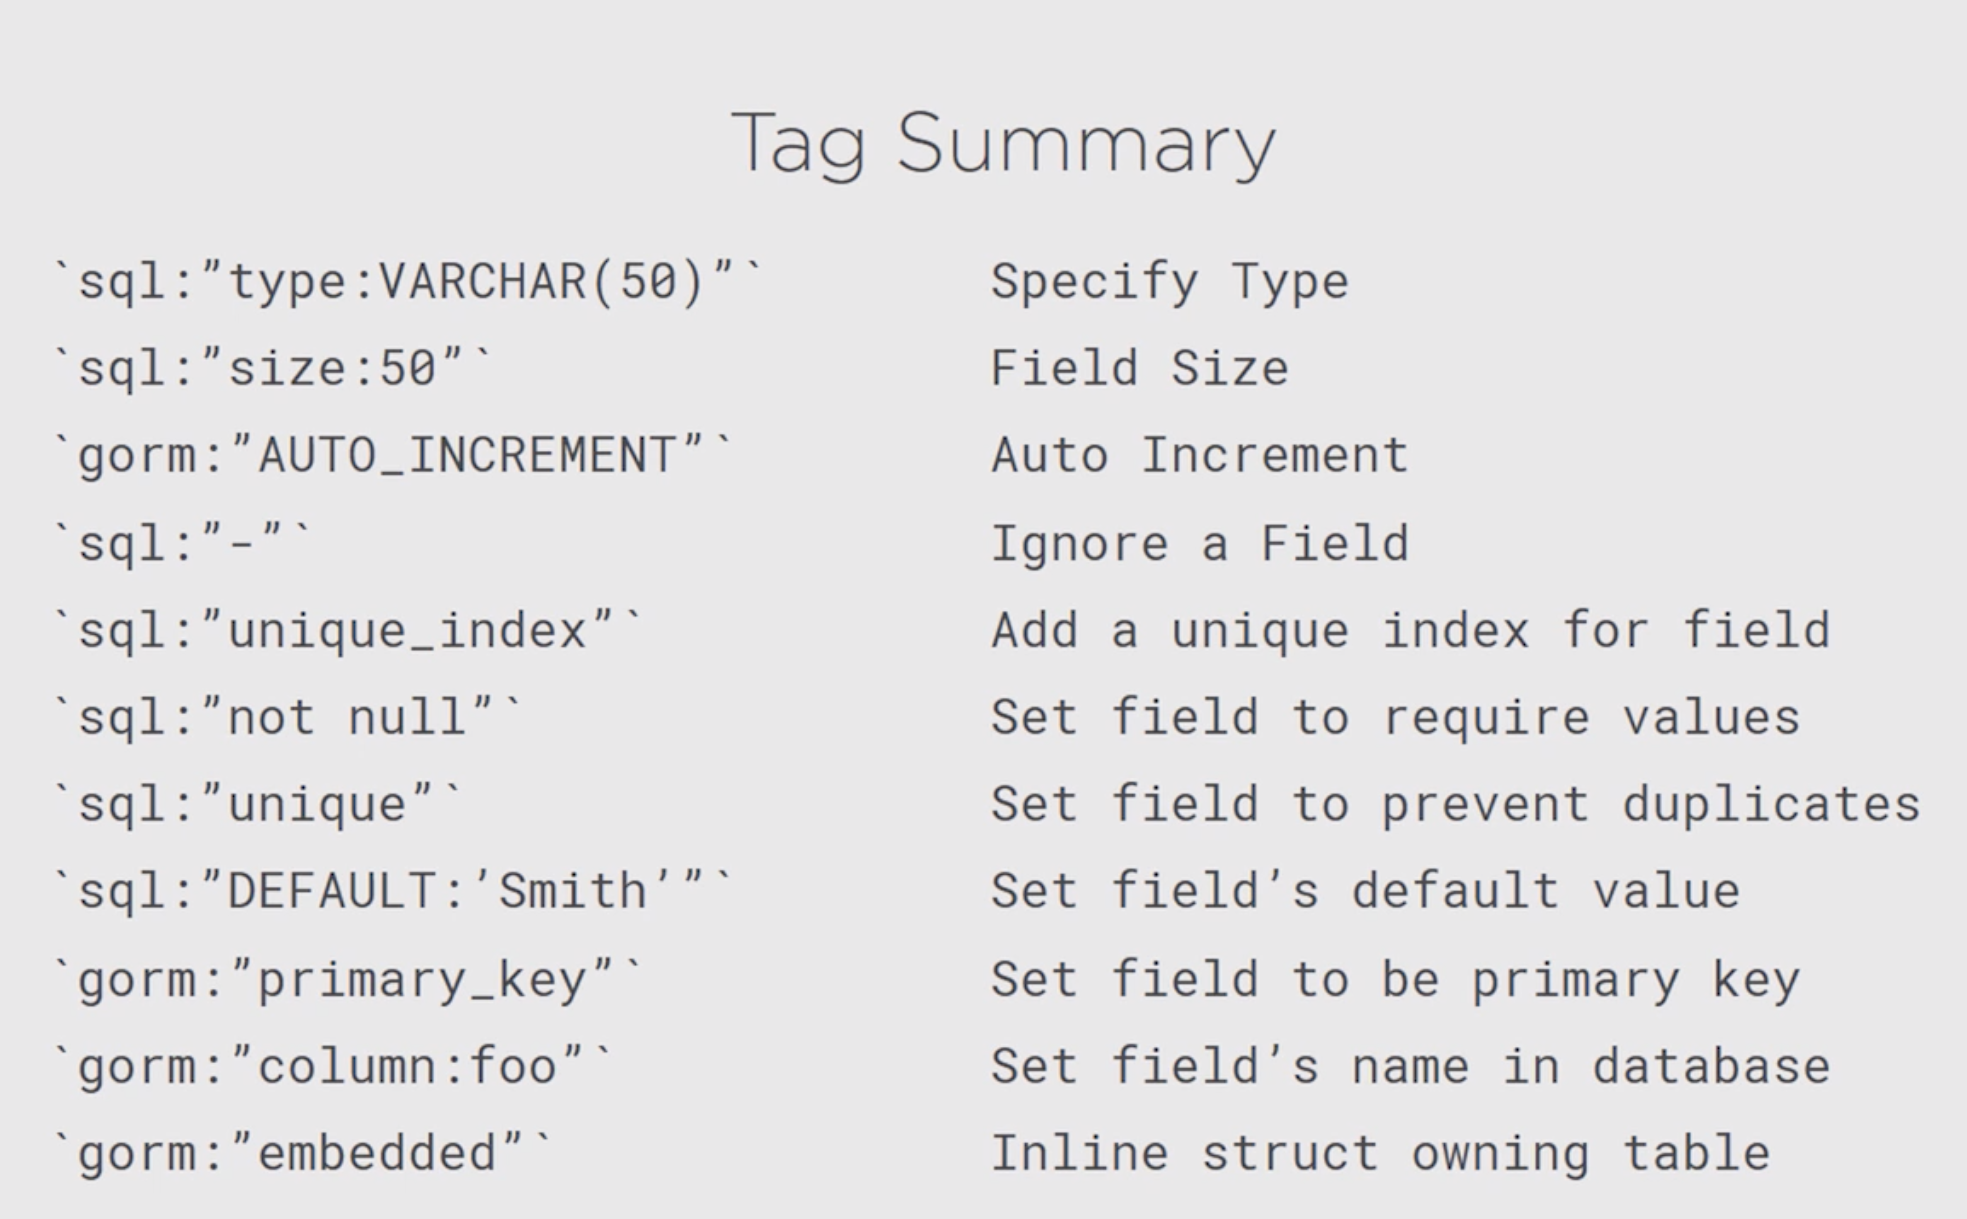 Tag Summary
`sql:”type:VARCHAR(50)”` Specify Type
`sql:”size:50”` Field Size
`gorm:”AUTO_INCREMENT”` Auto Increment
`sql:”-”` Ignore a Field
`sql:”unique_index”` Add a unique index for field
`sql:”not null”` Set field to require values
`sql:”unique”` Set field to prevent duplicates
`sql:”DEFAULT:’Smith’”` Set field’s default value
`gorm:”primary_key”` Set field to be primary key
`gorm:”column:foo”` Set field’s name in database
`gorm:”embedded”` Inline struct owning table